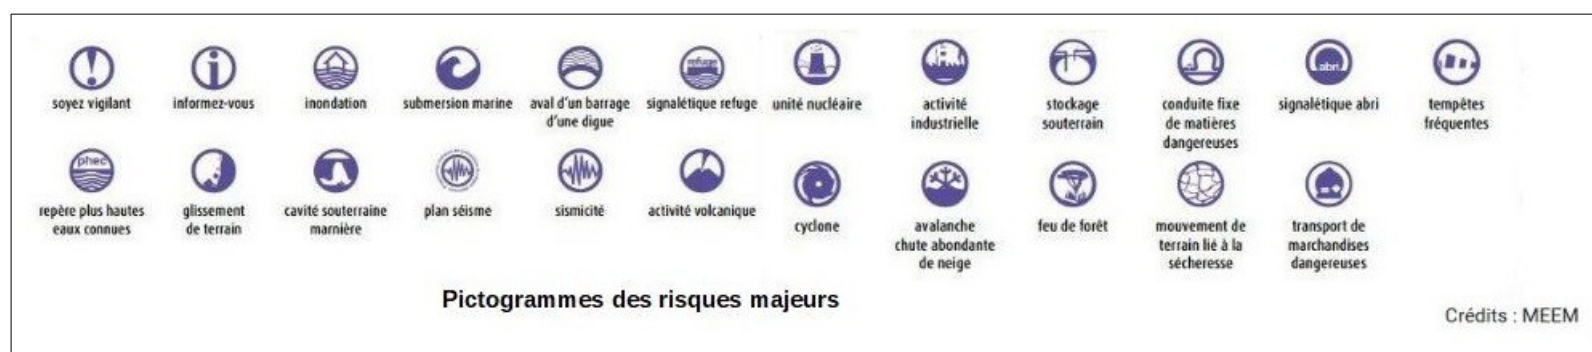 soyez vigilant
informez-vous
inondation
submersion marine
aval d'un barrage
d'une digue
refuge
signalétique refuge
unité nucléaire
activité
industrielle
stockage
souterrain
conduite fixe
de matières
dangereuses
abri
signalétique abri
tempêtes
fréquentes
phec
repère plus hautes
eaux connues
glissement
de terrain
cavité souterraine
marnière
plan séisme
sismicité
activité volcanique
cyclone
avalanche
chute abondante
de neige
feu de forêt
mouvement de
terrain lié à la
sécheresse
transport de
marchandises
dangereuses
Pictogrammes des risques majeurs
Crédits : MEEM